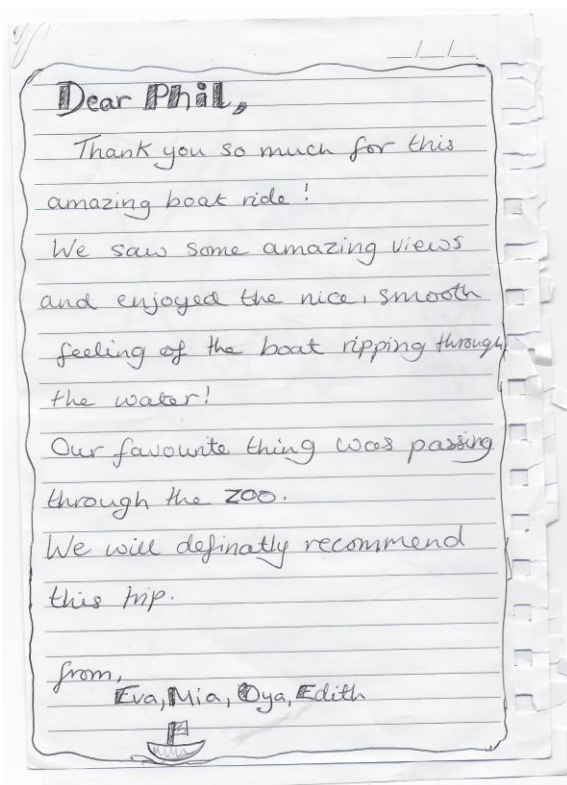 Dear Phil,
Thank you so much for this
amazing boat ride!
We saw some amazing views
and enjoyed the nice, smooth
feeling of the boat ripping through
the water!
Our favourite thing was passing
through the zoo.
We will definatly recommend
this trip.
from,
Eva, Mia, Oya, Edith